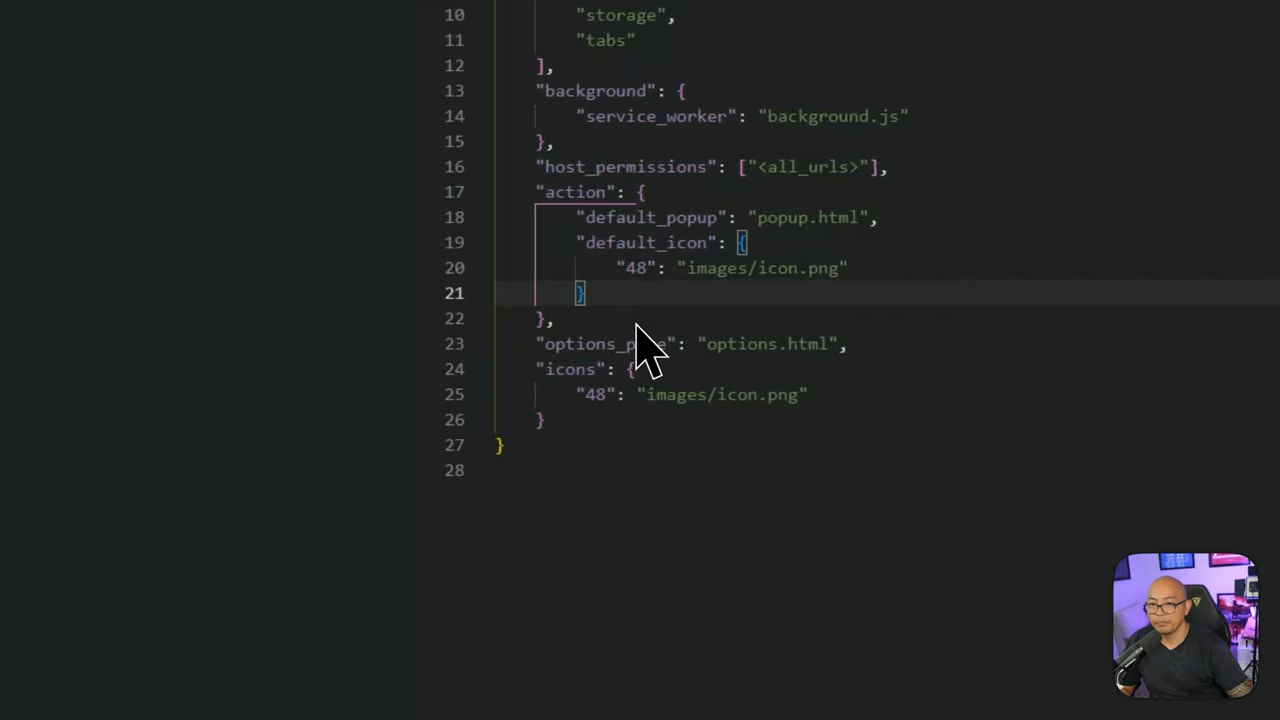 10 "storage",
11 "tabs"
12 ],
13 "background": {
14 "service_worker": "background.js"
15 },
16 "host_permissions": ["<all_urls>"],
17 "action": {
18 "default_popup": "popup.html",
19 "default_icon": {
20 "48": "images/icon.png"
21 }
22 },
23 "options_page": "options.html",
24 "icons": {
25 "48": "images/icon.png"
26 }
27 }
28